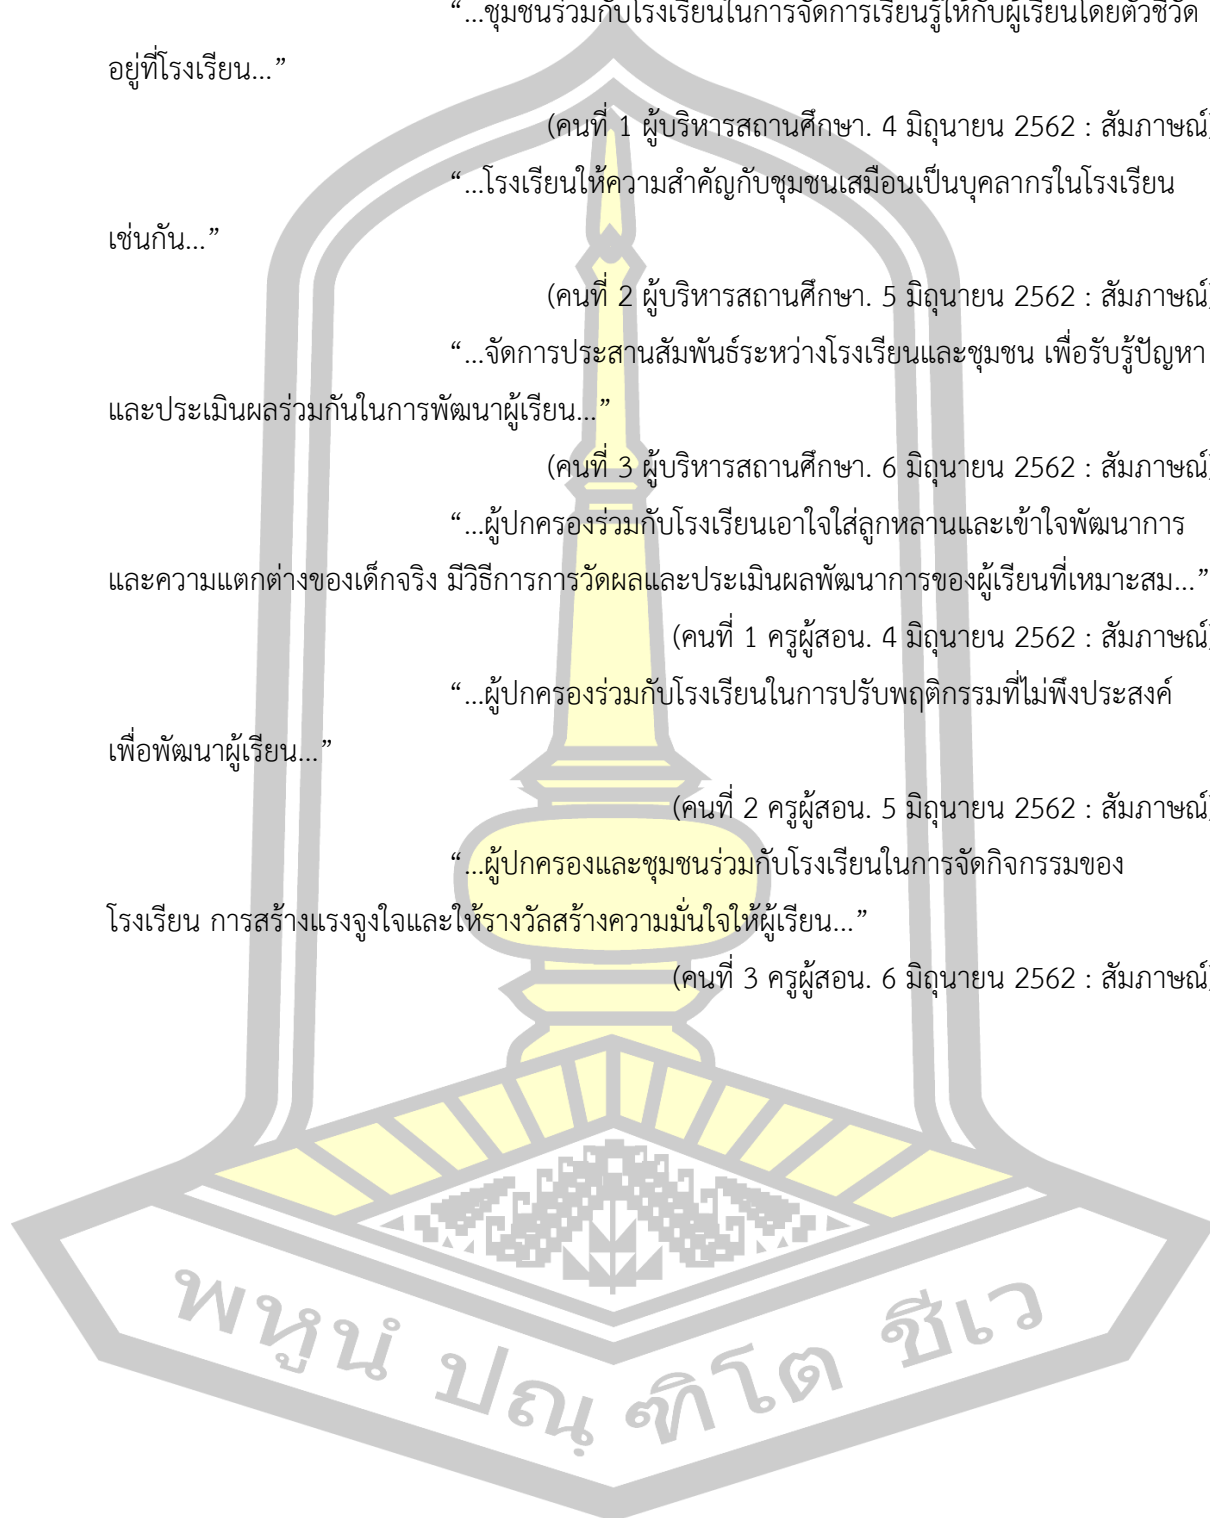 “...ชุมชนร่วมกับโรงเรียนในการจัดการเรียนรู้ให้กับผู้เรียนโดยตัวชี้วัด
อยู่ที่โรงเรียน...”
(คนที่ 1 ผู้บริหารสถานศึกษา. 4 มิถุนายน 2562 : สัมภาษณ์)
“...โรงเรียนให้ความสำคัญกับชุมชนเสมือนเป็นบุคลากรในโรงเรียน
เช่นกัน...”
(คนที่ 2 ผู้บริหารสถานศึกษา. 5 มิถุนายน 2562 : สัมภาษณ์)
“...จัดการประสานสัมพันธ์ระหว่างโรงเรียนและชุมชน เพื่อรับรู้ปัญหา
และประเมินผลร่วมกันในการพัฒนาผู้เรียน...”
(คนที่ 3 ผู้บริหารสถานศึกษา. 6 มิถุนายน 2562 : สัมภาษณ์)
“...ผู้ปกครองร่วมกับโรงเรียนเอาใจใส่ลูกหลานและเข้าใจพัฒนาการ
และความแตกต่างของเด็กจริง มีวิธีการการวัดผลและประเมินผลพัฒนาการของผู้เรียนที่เหมาะสม...”
(คนที่ 1 ครูผู้สอน. 4 มิถุนายน 2562 : สัมภาษณ์)
“...ผู้ปกครองร่วมกับโรงเรียนในการปรับพฤติกรรมที่ไม่พึงประสงค์
เพื่อพัฒนาผู้เรียน...”
(คนที่ 2 ครูผู้สอน. 5 มิถุนายน 2562 : สัมภาษณ์)
“...ผู้ปกครองและชุมชนร่วมกับโรงเรียนในการจัดกิจกรรมของ
โรงเรียน การสร้างแรงจูงใจและให้รางวัลสร้างความมั่นใจให้ผู้เรียน...”
(คนที่ 3 ครูผู้สอน. 6 มิถุนายน 2562 : สัมภาษณ์)
พหูนํ ปณฺ ฑิโต ชีเว